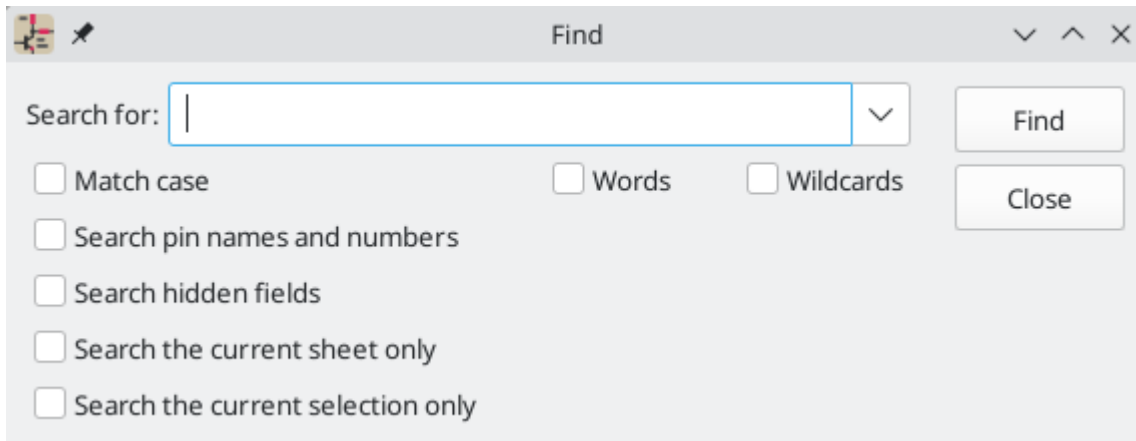 Find
Search for:
Find
Match case Words Wildcards
Close
Search pin names and numbers
Search hidden fields
Search the current sheet only
Search the current selection only